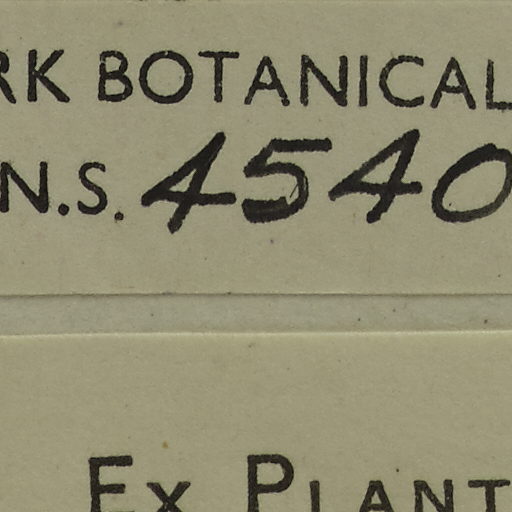 RK BOTANICAL
N.S. 4540
EX PLANT